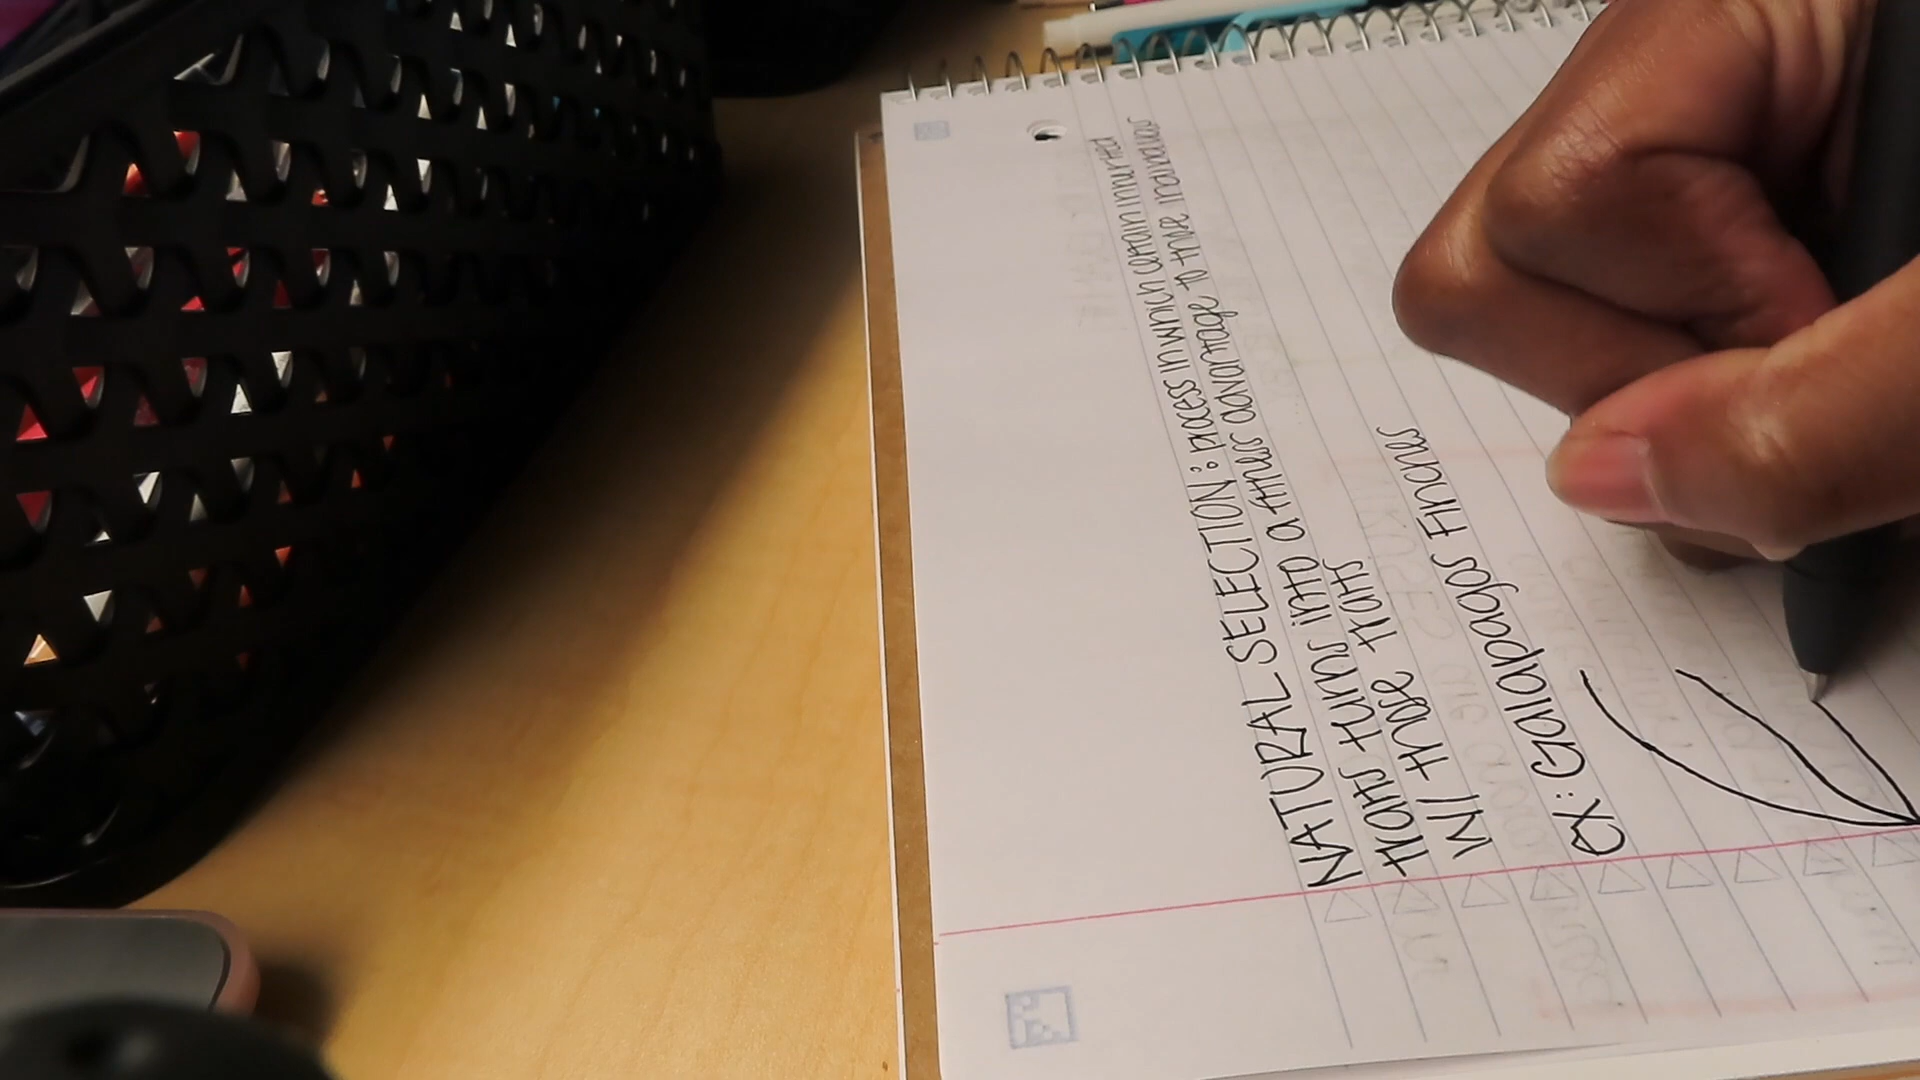 NATURAL SELECTION: process in which certain inherited
traits turns into a fitness advantage to those individuals
w/ those traits
ex: Galapagos Finches